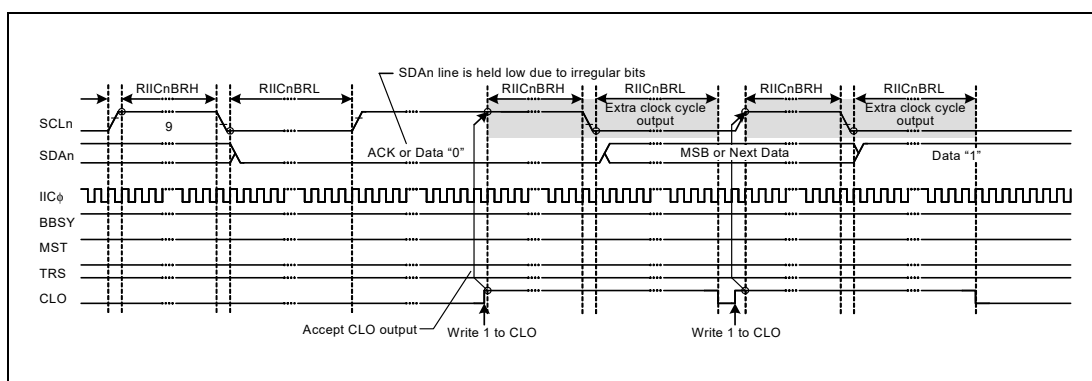 SDAn line is held low due to irregular bits
RIICnBRH RIICnBRL RIICnBRH RIICnBRL RIICnBRH RIICnBRL
Extra clock cycle output Extra clock cycle output
SCLn 9
SDAn ACK or Data “0” MSB or Next Data Data “1”
IICϕ
BBSY
MST
TRS
CLO
Accept CLO output Write 1 to CLO Write 1 to CLO